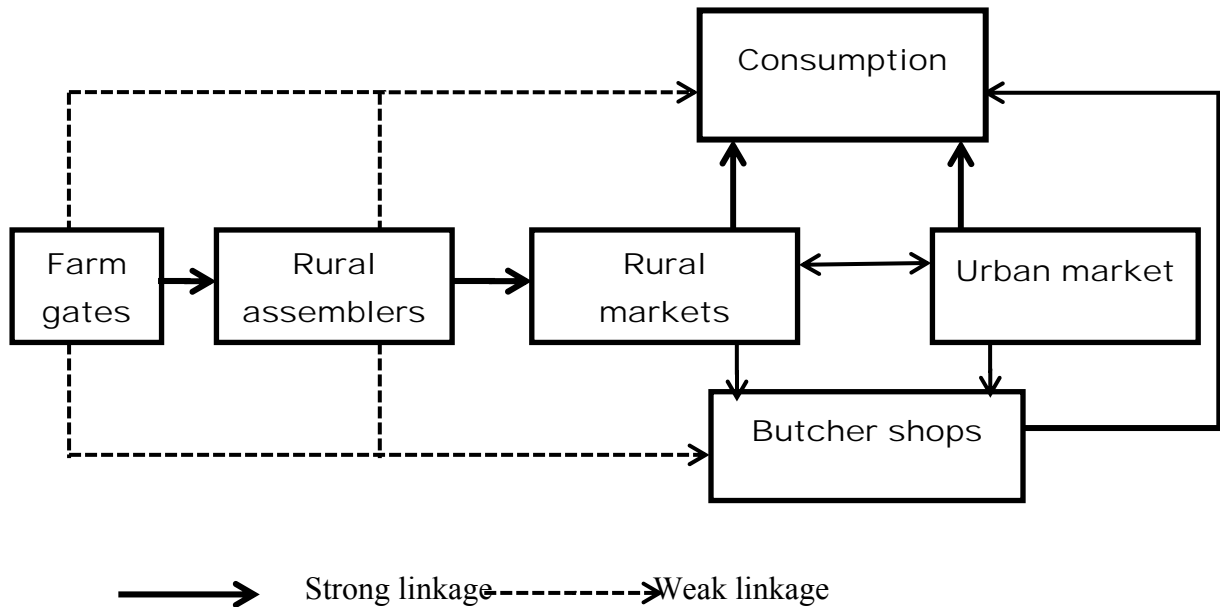 Consumption
Farm
gates
Rural
assemblers
Rural
markets
Urban market
Butcher shops
Strong linkage
Weak linkage